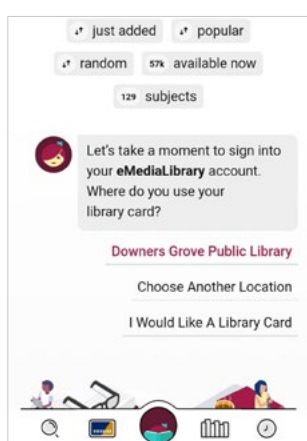 just added popular
random 57k available now
129 subjects
Let's take a moment to sign into
your eMediaLibrary account.
Where do you use your
library card?
Downers Grove Public Library
Choose Another Location
I Would Like A Library Card